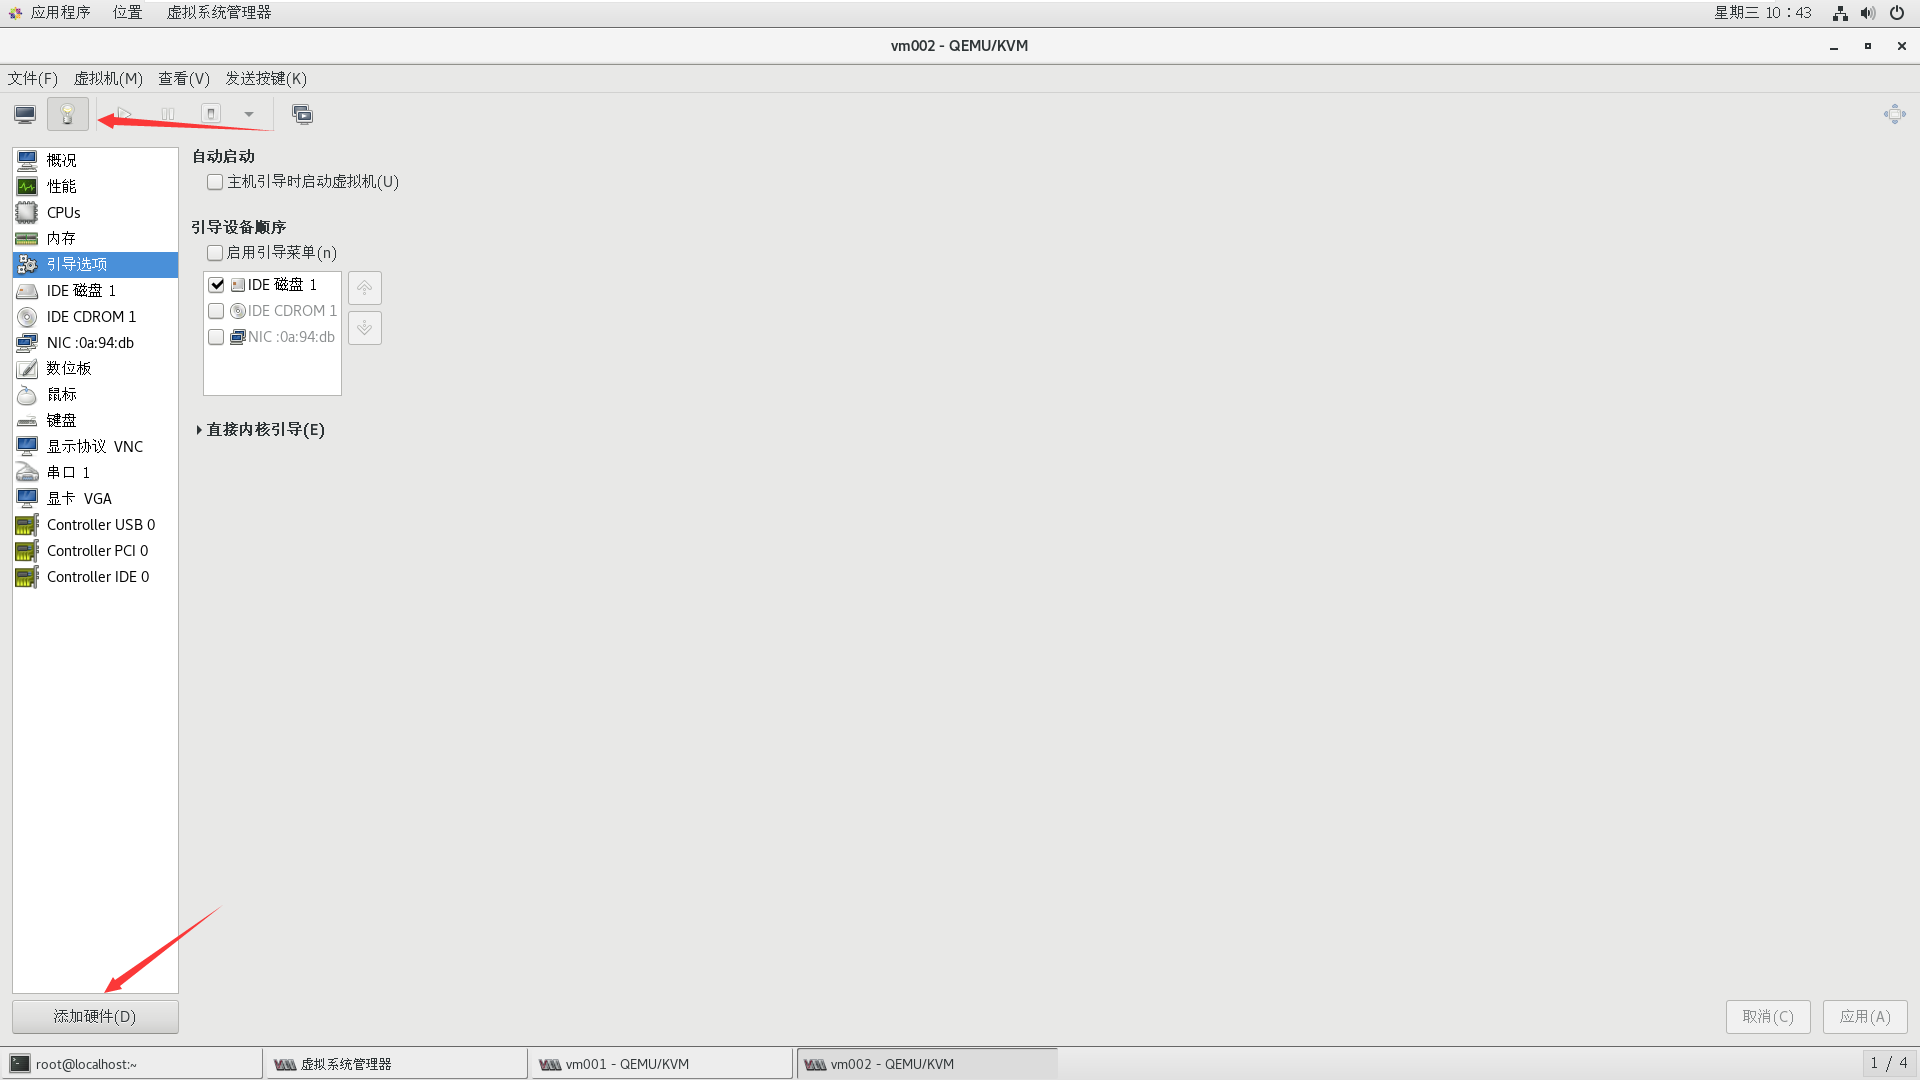 应用程序 位置 虚拟系统管理器 星期三 10：43
vm002 - QEMU/KVM
文件(F) 虚拟机(M) 查看(V) 发送按键(K)
概况
性能
CPUs
内存
引导选项
IDE 磁盘 1
IDE CDROM 1
NIC :0a:94:db
数位板
鼠标
键盘
显示协议 VNC
串口 1
显卡 VGA
Controller USB 0
Controller PCI 0
Controller IDE 0
添加硬件(D)
自动启动
主机引导时启动虚拟机(U)
引导设备顺序
启用引导菜单(n)
IDE 磁盘 1
IDE CDROM 1
NIC :0a:94:db
直接内核引导(E)
取消(C) 应用(A)
root@localhost:~ 虚拟系统管理器 vm001 - QEMU/KVM vm002 - QEMU/KVM 1 / 4